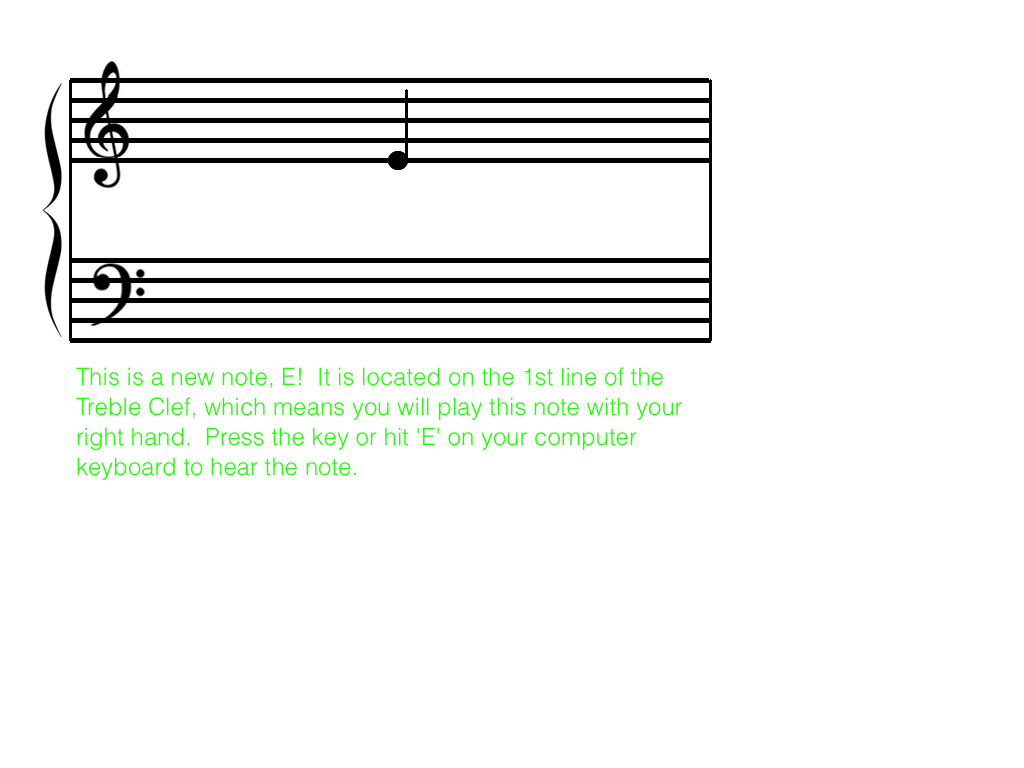 This is a new note, E!  It is located on the 1st line of the
Treble Clef, which means you will play this note with your
right hand.  Press the key or hit 'E' on your computer
keyboard to hear the note.